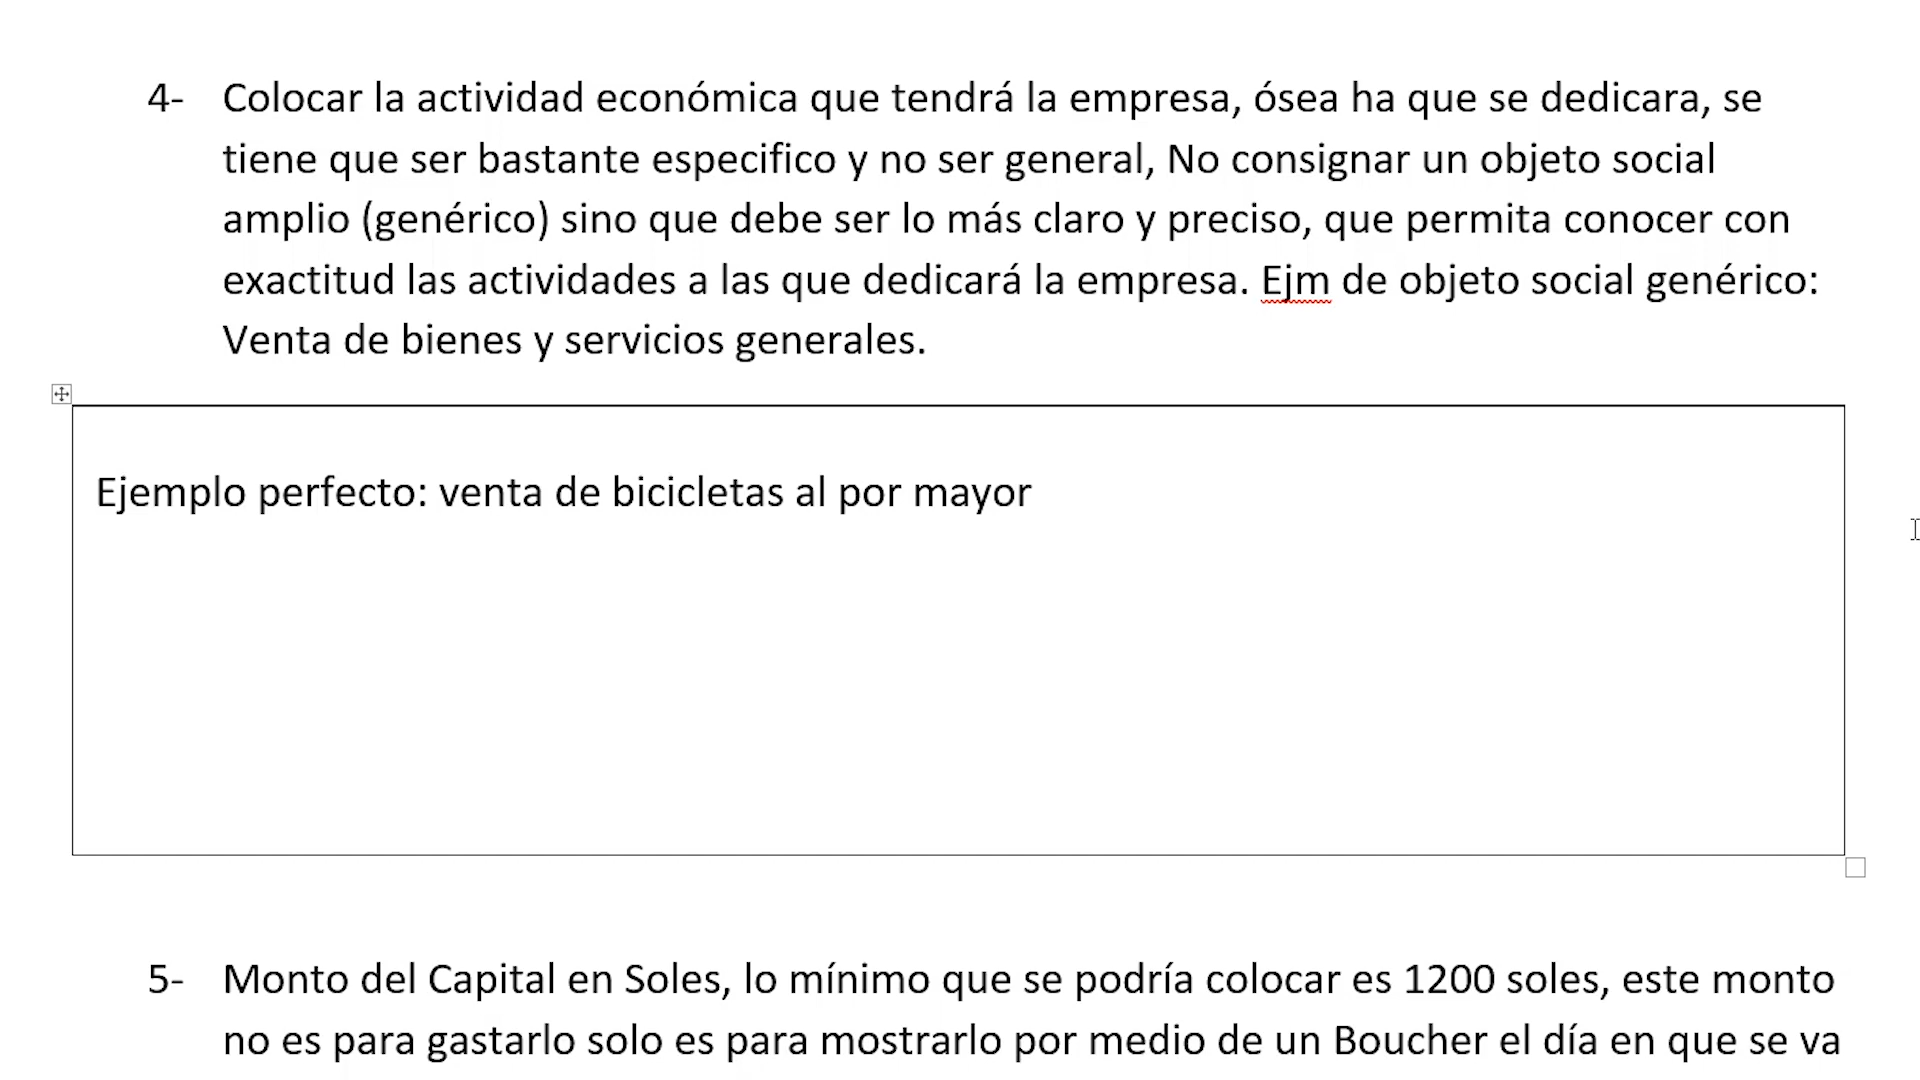 4- Colocar la actividad económica que tendrá la empresa, ósea ha que se dedicara, se
tiene que ser bastante especifico y no ser general, No consignar un objeto social
amplio (genérico) sino que debe ser lo más claro y preciso, que permita conocer con
exactitud las actividades a las que dedicará la empresa. Ejm de objeto social genérico:
Venta de bienes y servicios generales.
Ejemplo perfecto: venta de bicicletas al por mayor
5- Monto del Capital en Soles, lo mínimo que se podría colocar es 1200 soles, este monto
no es para gastarlo solo es para mostrarlo por medio de un Boucher el día en que se va